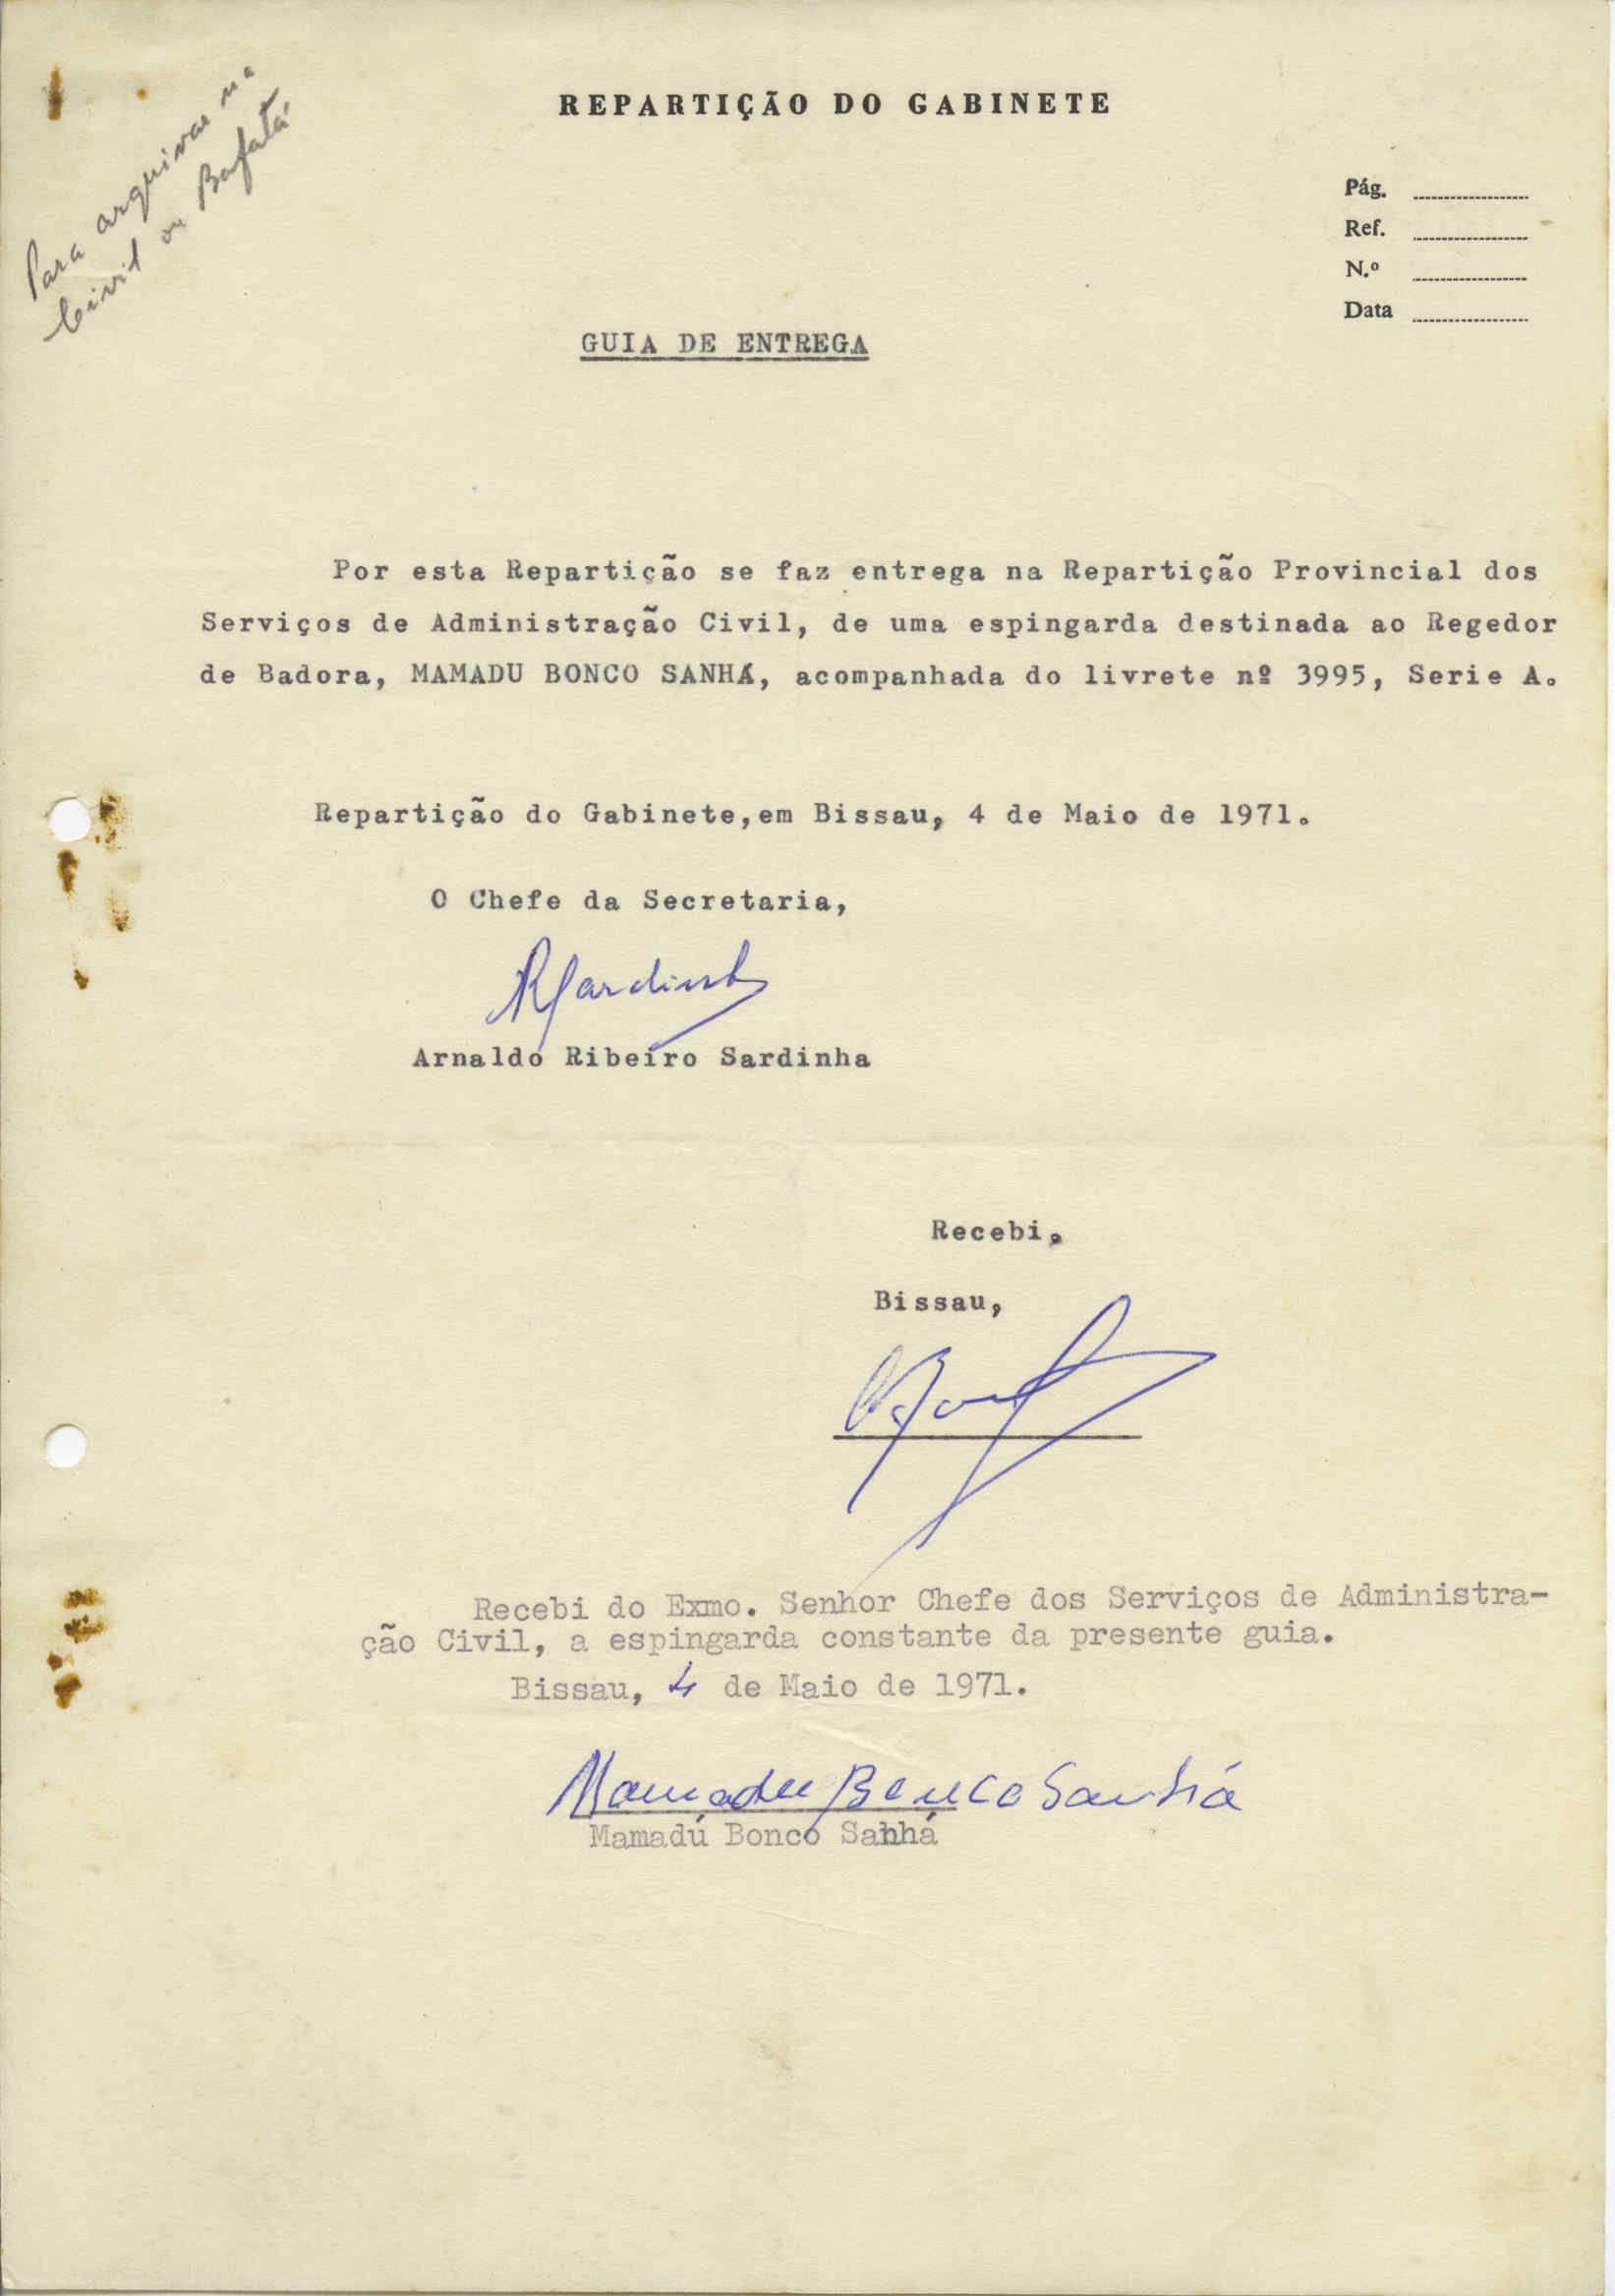 Para arquivar na
Civil ou Bafatá
REPARTIÇÃO DO GABINETE
Pág.
Ref.
N.º
Data
GUIA DE ENTREGA
Por esta Repartição se faz entrega na Repartição Provincial dos
Serviços de Administração Civil, de uma espingarda destinada ao Regedor
de Badora, MAMADU BONCO SANHÁ, acompanhada do livrete nº 3995, Serie A.
Repartição do Gabinete,em Bissau, 4 de Maio de 1971.
O Chefe da Secretaria,
ARSardinha
Arnaldo Ribeiro Sardinha
Recebi,
Bissau,
Recebi do Exmo. Senhor Chefe dos Serviços de Administra-
ção Civil, a espingarda constante da presente guia.
Bissau, 4 de Maio de 1971.
Mamadu Bonco Sanhá
Mamadú Bonco Sanhá